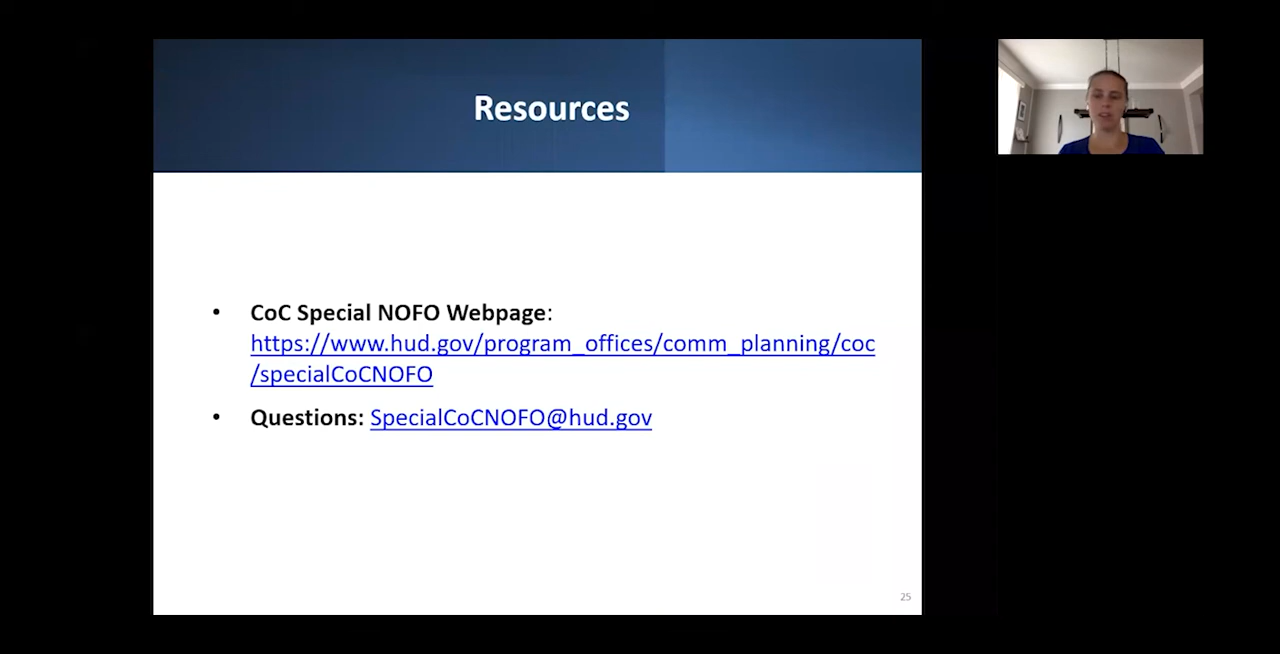 Resources
• CoC Special NOFO Webpage:
https://www.hud.gov/program_offices/comm_planning/coc
/specialCoCNOFO
• Questions: SpecialCoCNOFO@hud.gov
25